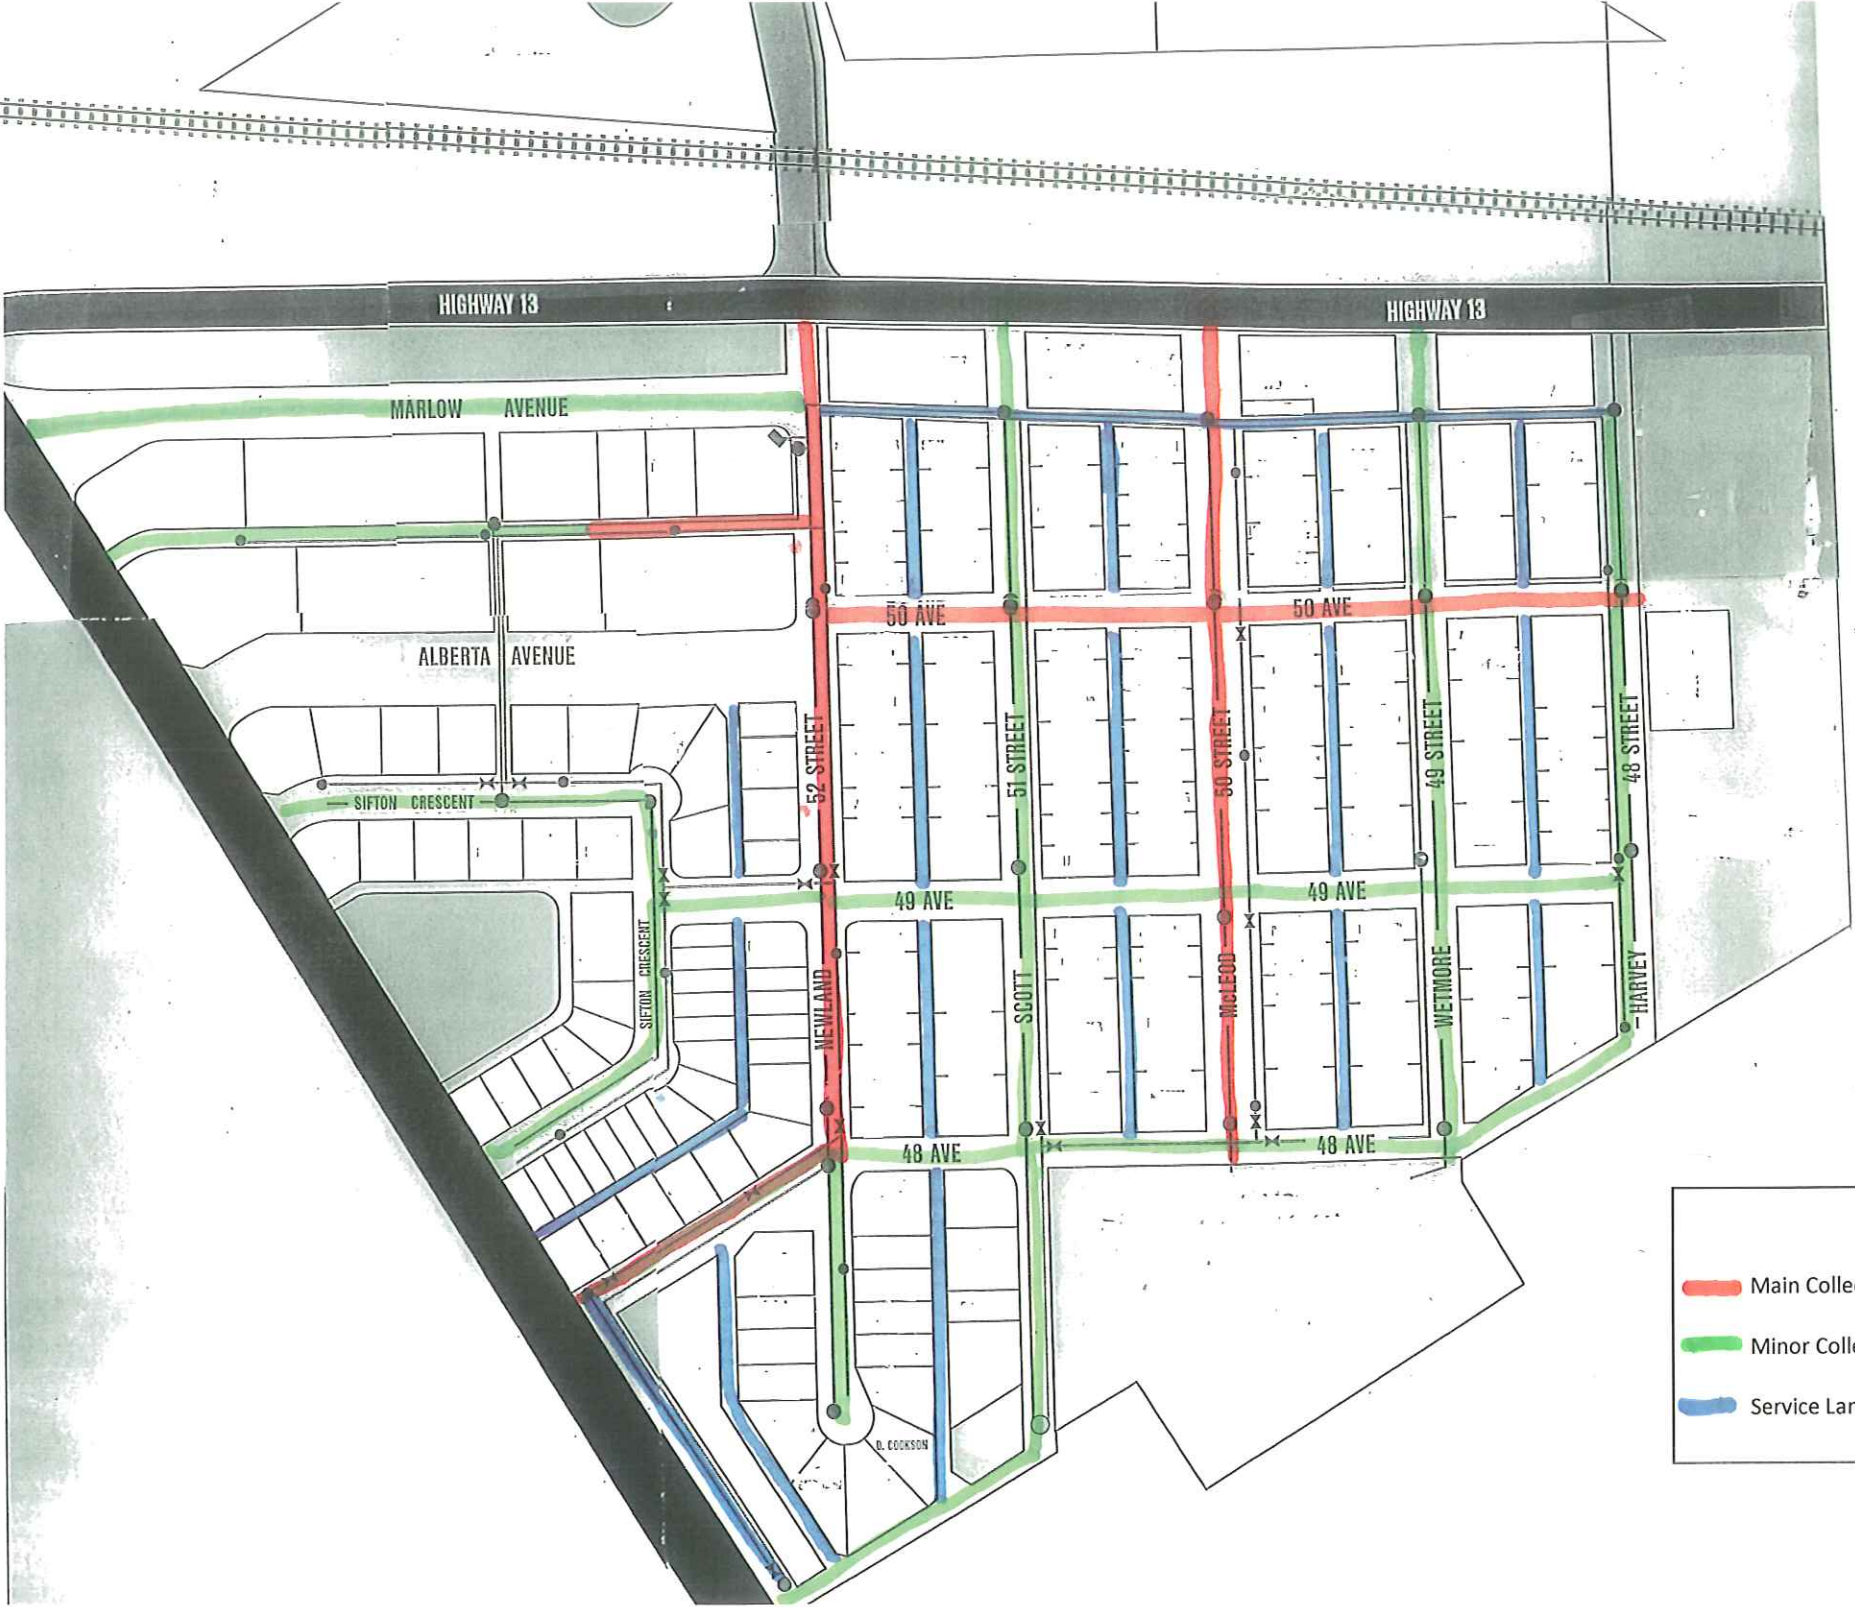 HIGHWAY 13
HIGHWAY 13
MARLOW AVENUE
50 AVE
50 AVE
ALBERTA AVENUE
52 STREET
51 STREET
50 STREET
49 STREET
48 STREET
SIFTON CRESCENT
49 AVE
49 AVE
SIFTON CRESCENT
NEWLAND
SCOTT
McLEOD
WETMORE
HARVEY
48 AVE
48 AVE
Main Colle
Minor Colle
Service Lan
D. COOKSON